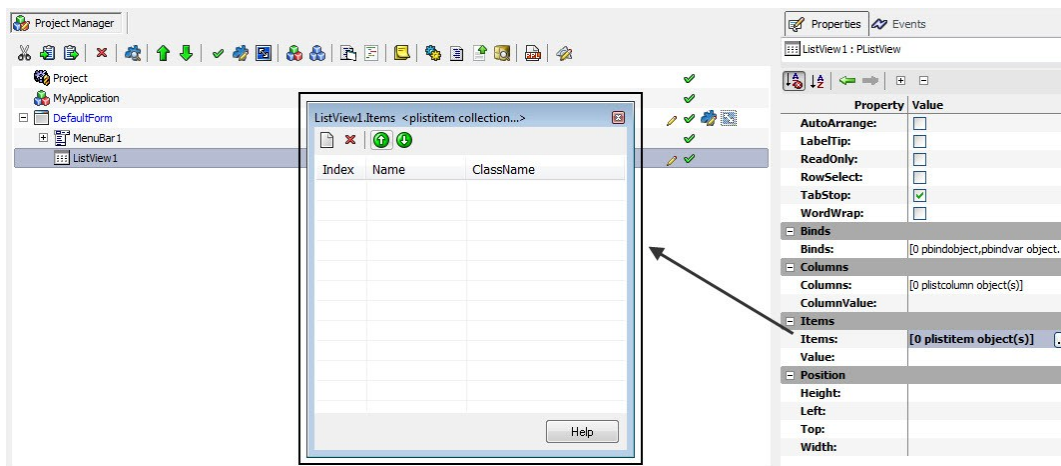 Project Manager
Project
MyApplication
DefaultForm
MenuBar1
ListView1
ListView1.Items <plistitem collection...>
Index Name ClassName
Help
Properties Events
ListView1 : PListView
Property Value
AutoArrange:
LabelTip:
ReadOnly:
RowSelect:
TabStop:
WordWrap:
Binds
Binds: [0 pbindobject,pbindvar object.
Columns
Columns: [0 plistcolumn object(s)]
ColumnValue:
Items
Items: [0 plistitem object(s)]
Value:
Position
Height:
Left:
Top:
Width: